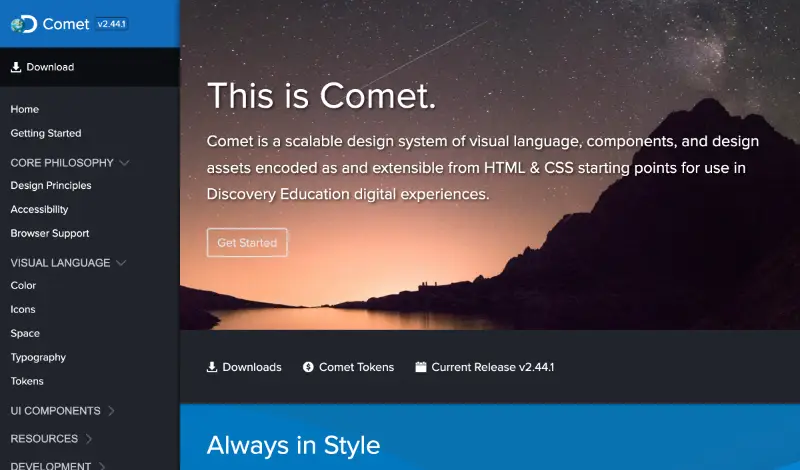 Comet v2.44.1
Download
Home
Getting Started
CORE PHILOSOPHY
Design Principles
Accessibility
Browser Support
VISUAL LANGUAGE
Color
Icons
Space
Typography
Tokens
UI COMPONENTS
RESOURCES
DEVELOPMENT
This is Comet.
Comet is a scalable design system of visual language, components, and design
assets encoded as and extensible from HTML & CSS starting points for use in
Discovery Education digital experiences.
Get Started
Downloads
Comet Tokens
Current Release v2.44.1
Always in Style